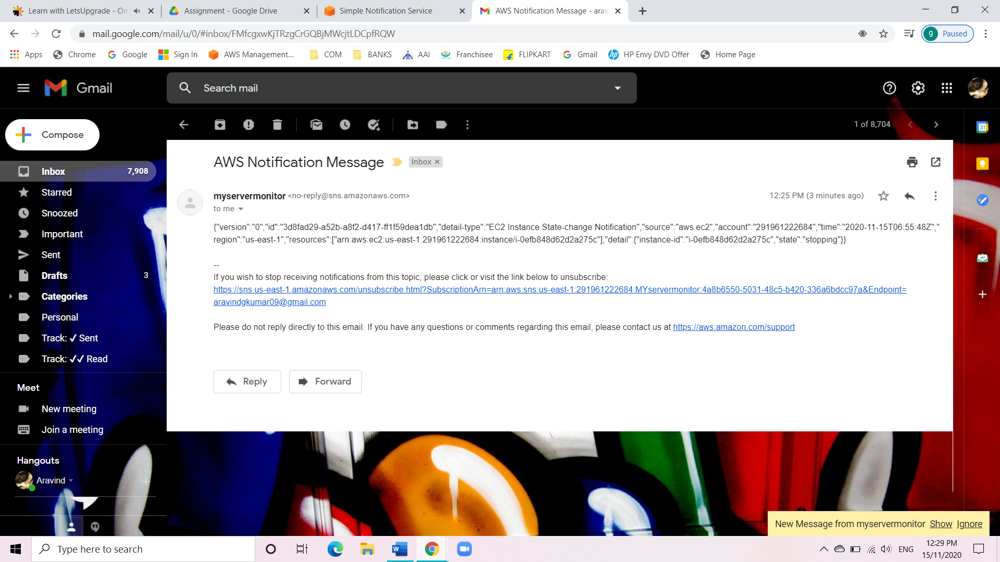 Learn with LetsUpgrade - On
Assignment - Google Drive
Simple Notification Service
AWS Notification Message - arav
mail.google.com/mail/u/0/#inbox/FMfcgxwKjTRzgCrGQBjMWcjtLDCpfRQW
g Paused
Apps Chrome Google Sign In AWS Management... COM BANKS AAI Franchisee FLIPKART Gmail HP Envy DVD Offer Home Page
Gmail
Search mail
Compose
1 of 8,704
31
Inbox 7,908
Starred
Snoozed
Important
Sent
Drafts 3
Categories
Personal
Track: ✓ Sent
Track: ✓✓ Read
Meet
New meeting
Join a meeting
Hangouts
Aravind
AWS Notification Message Inbox ×
myservermonitor <no-reply@sns.amazonaws.com>
12:25 PM (3 minutes ago)
to me
{"version":"0","id":"3d8fad29-a52b-a8f2-d417-ff1f59dea1db","detail-type":"EC2 Instance State-change Notification","source":"aws.ec2","account":"291961222684","time":"2020-11-15T06:55:48Z","
region":"us-east-1","resources":["arn:aws:ec2:us-east-1:291961222684:instance/i-0efb848d62d2a275c"],"detail":{"instance-id":"i-0efb848d62d2a275c","state":"stopping"}}
--
If you wish to stop receiving notifications from this topic, please click or visit the link below to unsubscribe:
https://sns.us-east-1.amazonaws.com/unsubscribe.html?SubscriptionArn=arn:aws:sns:us-east-1:291961222684:MYservermonitor:4a8b6550-5031-48c5-b420-336a6bdcc97a&Endpoint=
aravindgkumar09@gmail.com
Please do not reply directly to this email. If you have any questions or comments regarding this email, please contact us at https://aws.amazon.com/support
Reply
Forward
New Message from myservermonitor Show Ignore
Type here to search
ENG
12:29 PM
15/11/2020